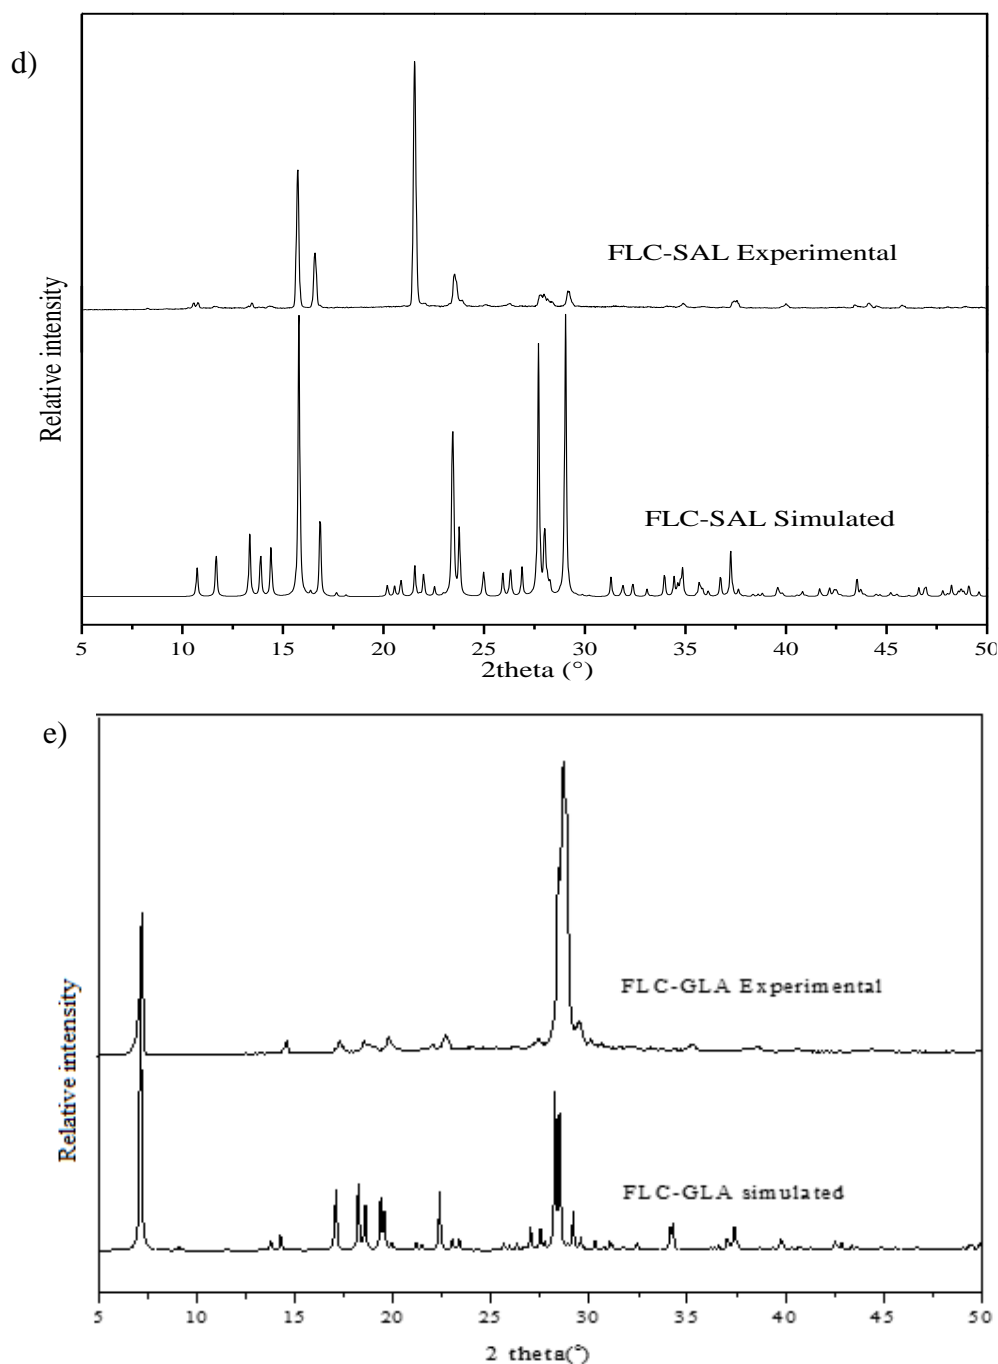 d)
Relative intensity
FLC-SAL Experimental
FLC-SAL Simulated
5 10 15 20 25 30 35 40 45 50
2theta (°)
e)
Relative intensity
FLC-GLA Experimental
FLC-GLA simulated
5 10 15 20 25 30 35 40 45 50
2 theta(°)